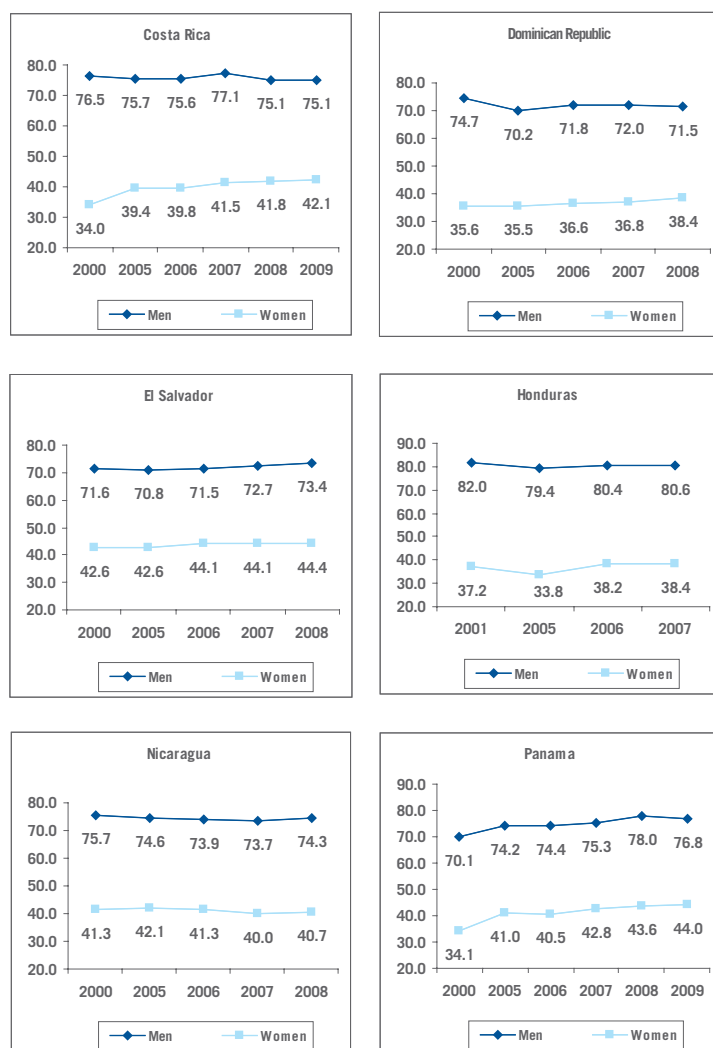 Costa Rica
80.0
70.0
60.0
50.0
40.0
30.0
20.0
76.5 75.7 75.6 77.1 75.1 75.1
34.0 39.4 39.8 41.5 41.8 42.1
2000 2005 2006 2007 2008 2009
Men Women
Dominican Republic
80.0
70.0
60.0
50.0
40.0
30.0
20.0
74.7 70.2 71.8 72.0 71.5
35.6 35.5 36.6 36.8 38.4
2000 2005 2006 2007 2008
Men Women
El Salvador
80.0
70.0
60.0
50.0
40.0
30.0
20.0
71.6 70.8 71.5 72.7 73.4
42.6 42.6 44.1 44.1 44.4
2000 2005 2006 2007 2008
Men Women
Honduras
90.0
80.0
70.0
60.0
50.0
40.0
30.0
20.0
82.0 79.4 80.4 80.6
37.2 33.8 38.2 38.4
2001 2005 2006 2007
Men Women
Nicaragua
80.0
70.0
60.0
50.0
40.0
30.0
20.0
75.7 74.6 73.9 73.7 74.3
41.3 42.1 41.3 40.0 40.7
2000 2005 2006 2007 2008
Men Women
Panama
90.0
80.0
70.0
60.0
50.0
40.0
30.0
20.0
70.1 74.2 74.4 75.3 78.0 76.8
34.1 41.0 40.5 42.8 43.6 44.0
2000 2005 2006 2007 2008 2009
Men Women